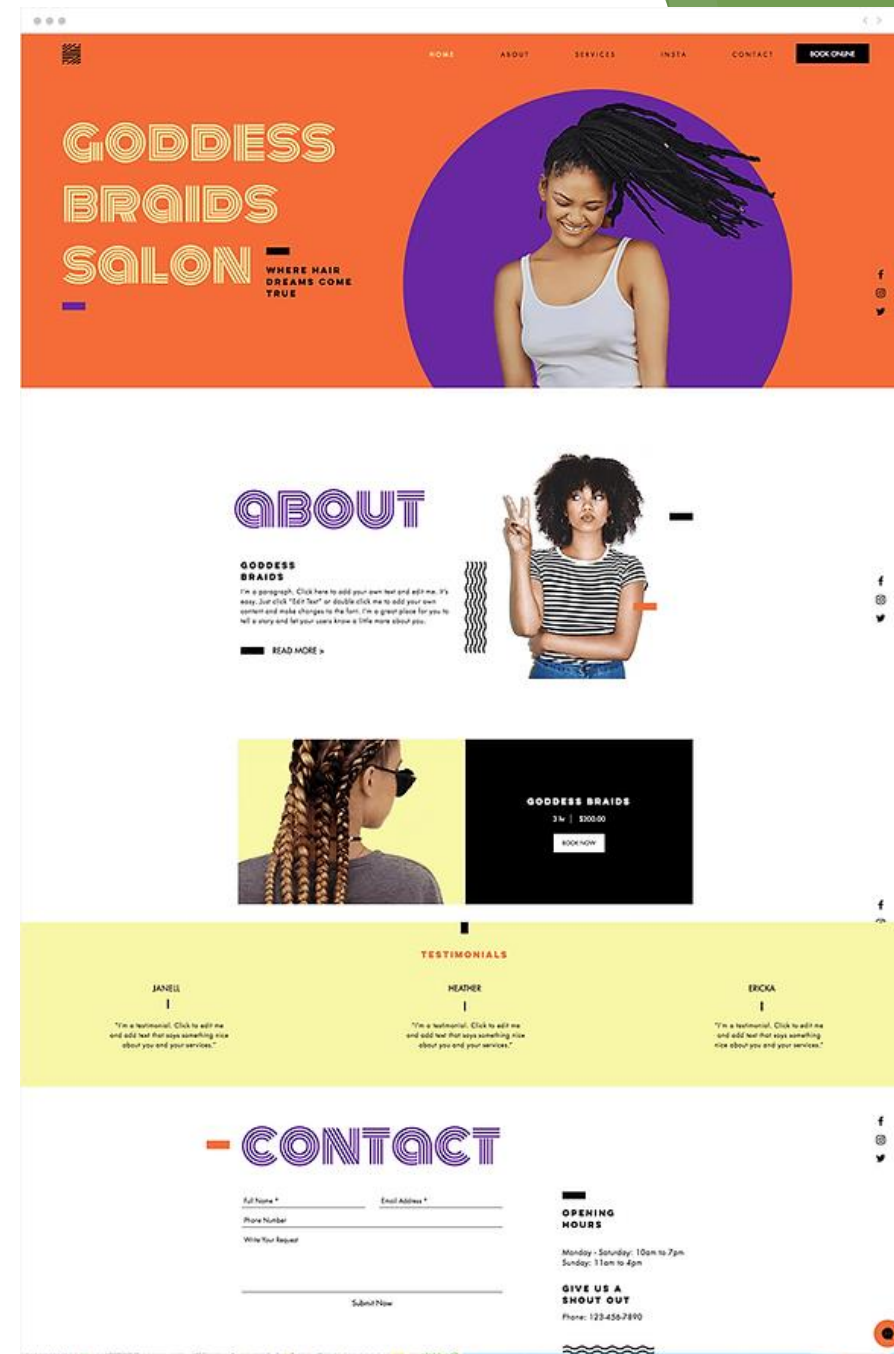 HOME ABOUT SERVICES INSTA CONTACT BOOK ONLINE
GODDESS
BRAIDS
SALON
WHERE HAIR
DREAMS COME
TRUE
ABOUT
GODDESS
BRAIDS
I'm a paragraph. Click here to add your own text and edit me. It's
easy. Just click "Edit Text" or double click me to add your own
content and make changes to the font. I'm a great place for you to
tell a story and let your users know a little more about you.
READ MORE >
GODDESS BRAIDS
3 hr | $200.00
BOOK NOW
TESTIMONIALS
JANELL
"I'm a testimonial. Click to edit me
and add text that says something nice
about you and your services."
HEATHER
"I'm a testimonial. Click to edit me
and add text that says something nice
about you and your services."
ERICKA
"I'm a testimonial. Click to edit me
and add text that says something
nice about you and your services."
CONTACT
Full Name * Email Address *
Phone Number
Write Your Request
Submit Now
OPENING
HOURS
Monday - Saturday: 10am to 7pm
Sunday: 11am to 4pm
GIVE US A
SHOUT OUT
Phone: 123-456-7890